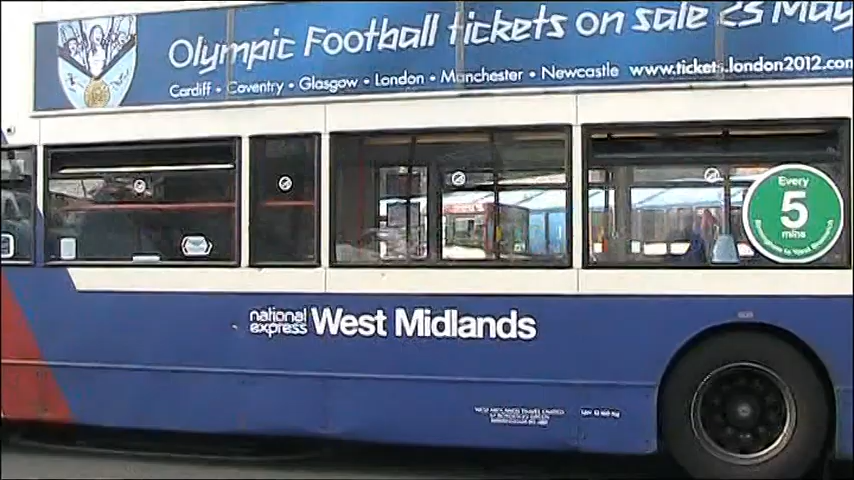 Olympic Football tickets on sale 23 May
Cardiff • Coventry • Glasgow • London • Manchester • Newcastle www.tickets.london2012.com
Every
5
mins
national
express West Midlands